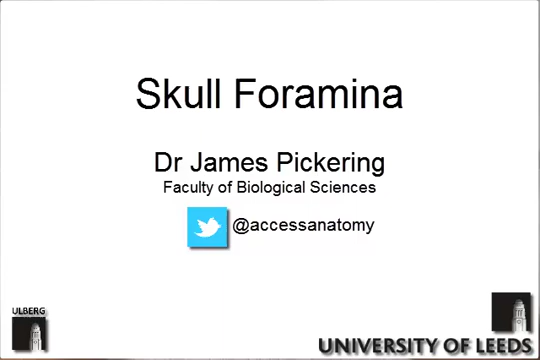 Skull Foramina
Dr James Pickering
Faculty of Biological Sciences
@accessanatomy
ULBERG
UNIVERSITY OF LEEDS